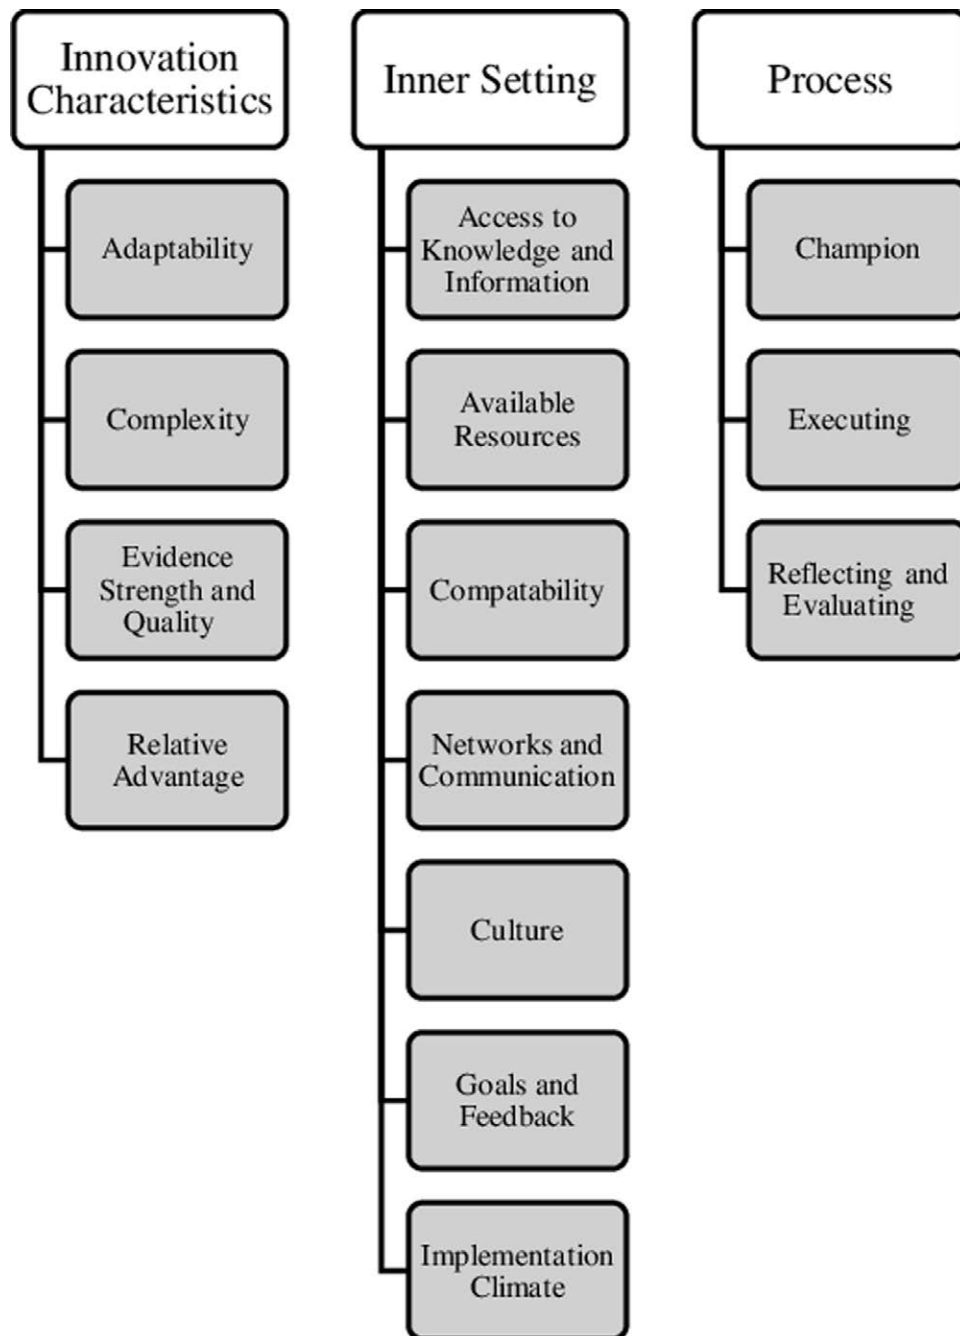 Innovation
Characteristics
Adaptability
Complexity
Evidence
Strength and
Quality
Relative
Advantage
Inner Setting
Access to
Knowledge and
Information
Available
Resources
Compatability
Networks and
Communication
Culture
Goals and
Feedback
Implementation
Climate
Process
Champion
Executing
Reflecting and
Evaluating